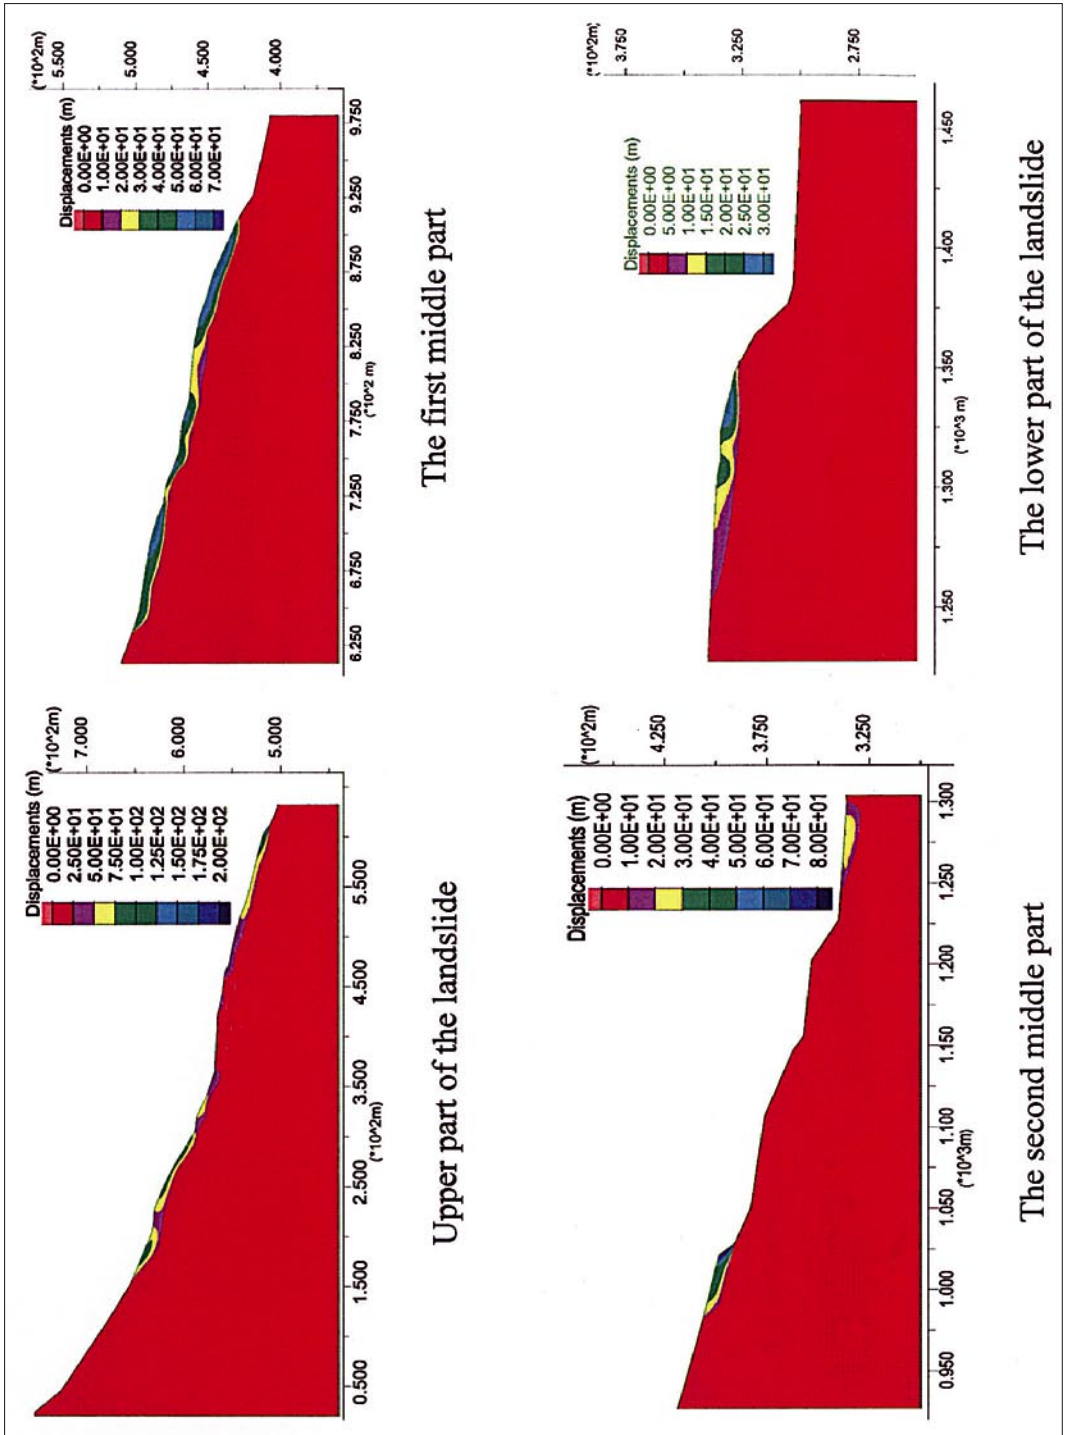 Displacements (m)
0.00E+00
2.50E+01
5.00E+01
7.50E+01
1.00E+02
1.25E+02
1.50E+02
1.75E+02
2.00E+02
(*10^2m)
7.000
6.000
5.000
0.500 1.500 2.500 3.500 4.500 5.500
(*10^2m)
Upper part of the landslide
Displacements (m)
0.00E+00
1.00E+01
2.00E+01
3.00E+01
4.00E+01
5.00E+01
6.00E+01
7.00E+01
(*10^2m)
5.500
5.000
4.500
4.000
6.250 6.750 7.250 7.750 8.250 8.750 9.250 9.750
(*10^2 m)
The first middle part
Displacements (m)
0.00E+00
1.00E+01
2.00E+01
3.00E+01
4.00E+01
5.00E+01
6.00E+01
7.00E+01
8.00E+01
(*10^2m)
4.250
3.750
3.250
0.950 1.000 1.050 1.100 1.150 1.200 1.250 1.300
(*10^3m)
The second middle part
Displacements (m)
0.00E+00
5.00E+00
1.00E+01
1.50E+01
2.00E+01
2.50E+01
3.00E+01
(*10^2m)
3.750
3.250
2.750
1.250 1.300 1.350 1.400 1.450
(*10^3 m)
The lower part of the landslide